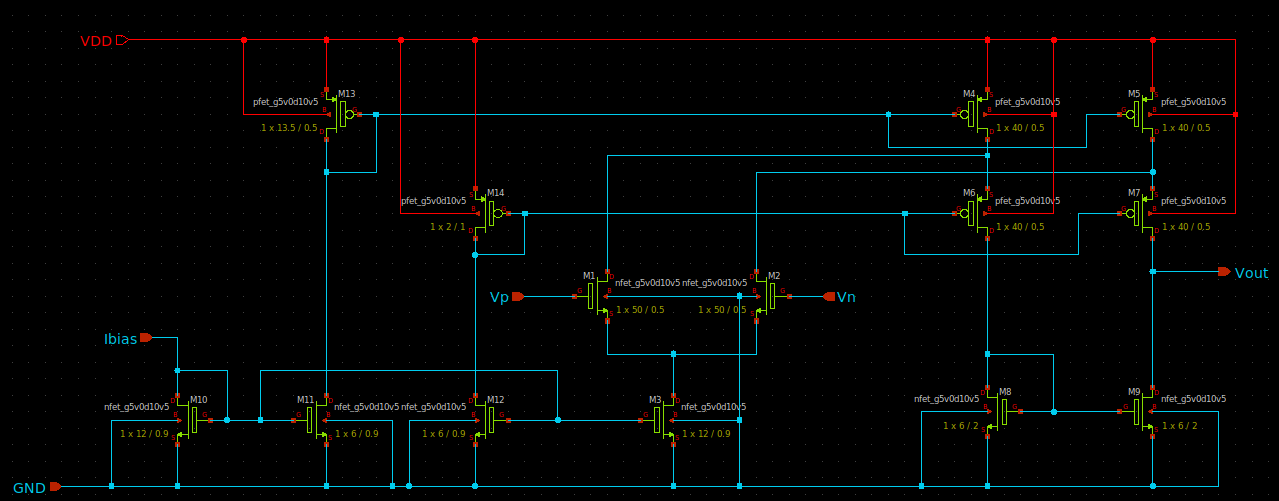 VDD
M13
pfet_g5v0d10v5
S
B
G
D
1 x 13.5 / 0.5
M4
pfet_g5v0d10v5
S
B
G
D
1 x 40 / 0.5
M5
pfet_g5v0d10v5
S
B
G
D
1 x 40 / 0.5
M14
pfet_g5v0d10v5
S
B
G
D
1 x 2 / 1
M6
pfet_g5v0d10v5
S
B
G
D
1 x 40 / 0.5
M7
pfet_g5v0d10v5
S
B
G
D
1 x 40 / 0.5
Vout
Vp
M1
nfet_g5v0d10v5
D
B
G
S
1 x 50 / 0.5
M2
nfet_g5v0d10v5
D
B
G
S
1 x 50 / 0.5
Vn
Ibias
M10
nfet_g5v0d10v5
D
B
G
S
1 x 12 / 0.9
M11
nfet_g5v0d10v5
D
B
G
S
1 x 6 / 0.9
M12
nfet_g5v0d10v5
D
B
G
S
1 x 6 / 0.9
M3
nfet_g5v0d10v5
D
B
G
S
1 x 12 / 0.9
M8
nfet_g5v0d10v5
D
B
G
S
1 x 6 / 2
M9
nfet_g5v0d10v5
D
B
G
S
1 x 6 / 2
GND